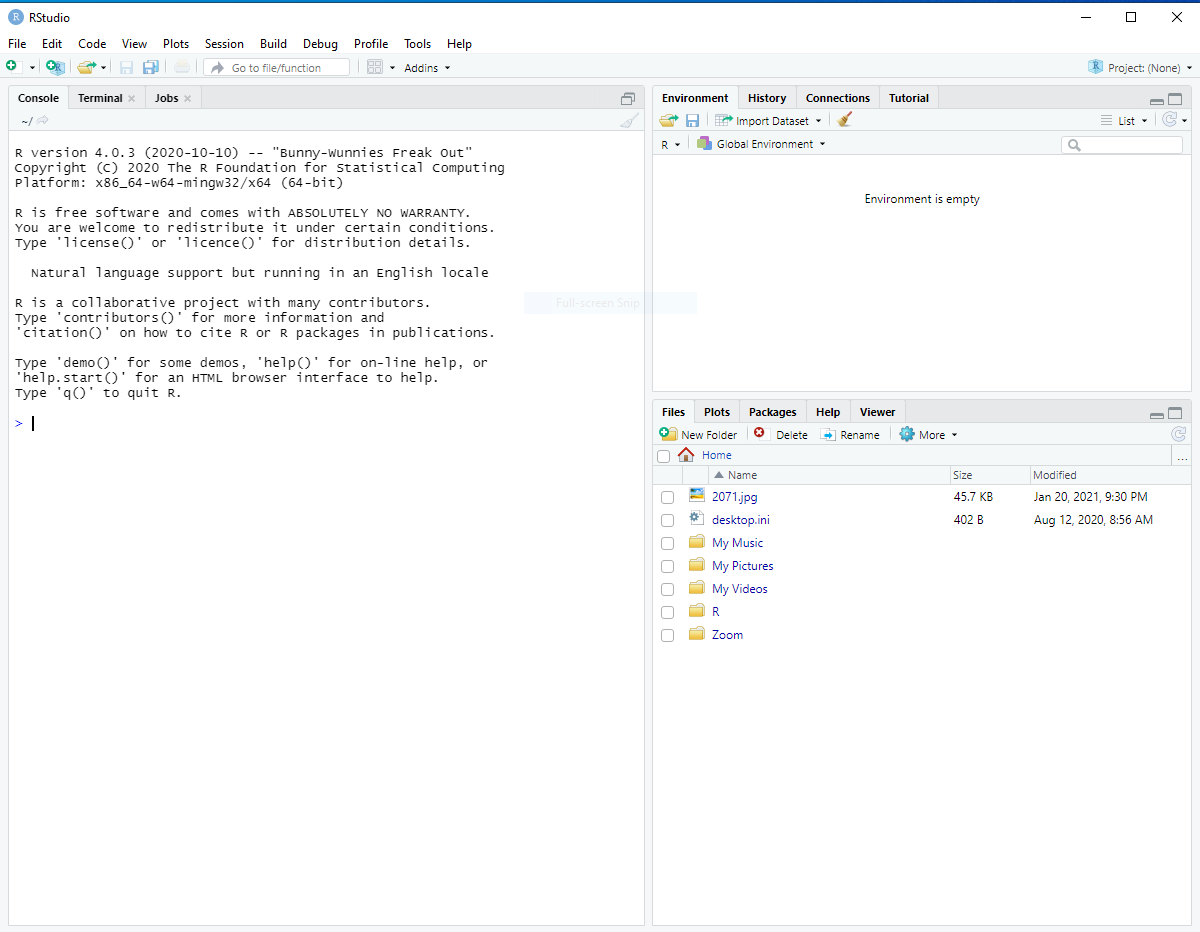 RStudio
File Edit Code View Plots Session Build Debug Profile Tools Help
Go to file/function Addins Project: (None)
Console Terminal Jobs
~/
R version 4.0.3 (2020-10-10) -- "Bunny-Wunnies Freak Out"
Copyright (C) 2020 The R Foundation for Statistical Computing
Platform: x86_64-w64-mingw32/x64 (64-bit)
R is free software and comes with ABSOLUTELY NO WARRANTY.
You are welcome to redistribute it under certain conditions.
Type 'license()' or 'licence()' for distribution details.
Natural language support but running in an English locale
R is a collaborative project with many contributors.
Type 'contributors()' for more information and
'citation()' on how to cite R or R packages in publications.
Type 'demo()' for some demos, 'help()' for on-line help, or
'help.start()' for an HTML browser interface to help.
Type 'q()' to quit R.
>
Full-screen Snip
Environment History Connections Tutorial
Import Dataset List
R Global Environment
Environment is empty
Files Plots Packages Help Viewer
New Folder Delete Rename More
Home ...
Name Size Modified
2071.jpg 45.7 KB Jan 20, 2021, 9:30 PM
desktop.ini 402 B Aug 12, 2020, 8:56 AM
My Music
My Pictures
My Videos
R
Zoom